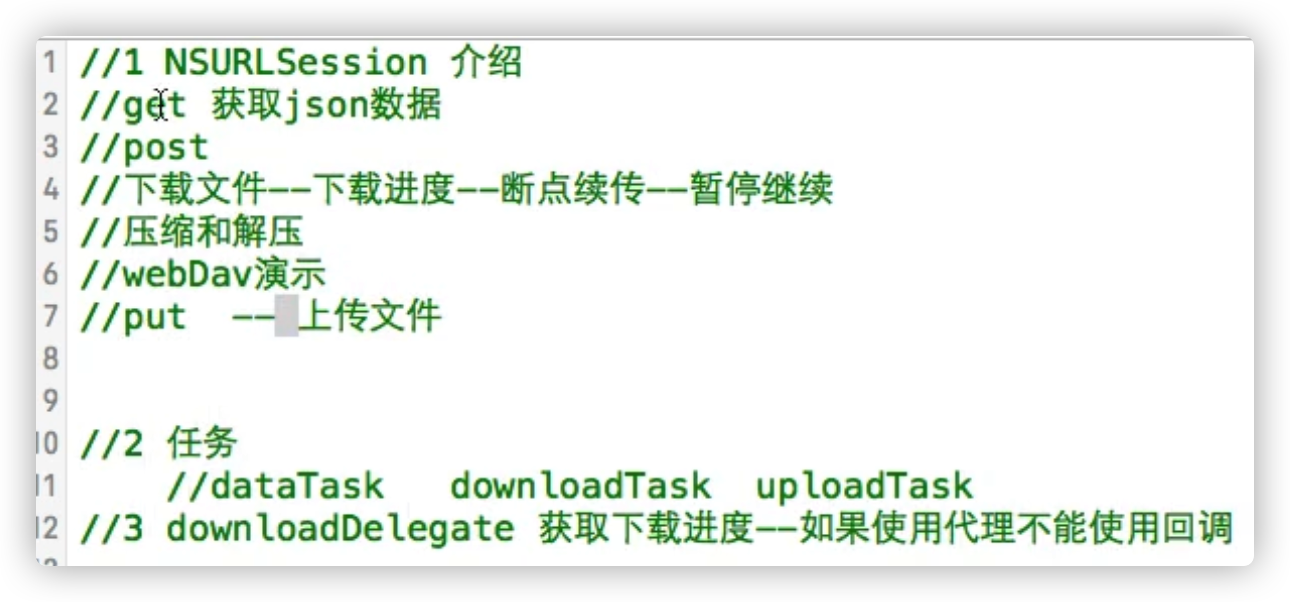 1 //1 NSURLSession 介绍
2 //get 获取json数据
3 //post
4 //下载文件--下载进度--断点续传--暂停继续
5 //压缩和解压
6 //webDav演示
7 //put  -- 上传文件
8
9
10 //2 任务
11     //dataTask   downloadTask  uploadTask
12 //3 downloadDelegate 获取下载进度--如果使用代理不能使用回调